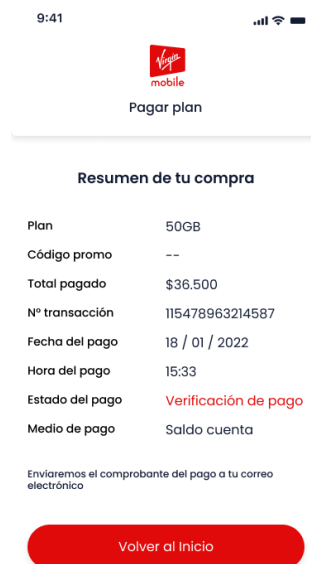 9:41
Virgin
mobile
Pagar plan
Resumen de tu compra
Plan 50GB
Código promo --
Total pagado $36.500
N° transacción 115478963214587
Fecha del pago 18 / 01 / 2022
Hora del pago 15:33
Estado del pago Verificación de pago
Medio de pago Saldo cuenta
Enviaremos el comprobante del pago a tu correo
electrónico
Volver al Inicio